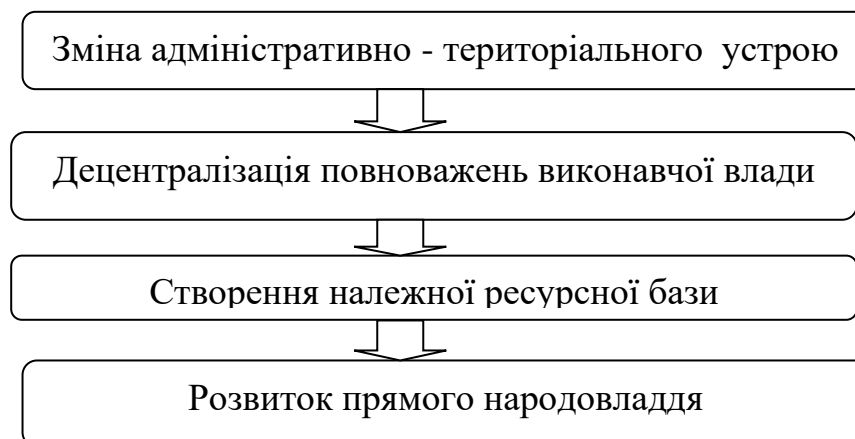 Зміна адміністративно - територіального устрою
Децентралізація повноважень виконавчої влади
Створення належної ресурсної бази
Розвиток прямого народовладдя